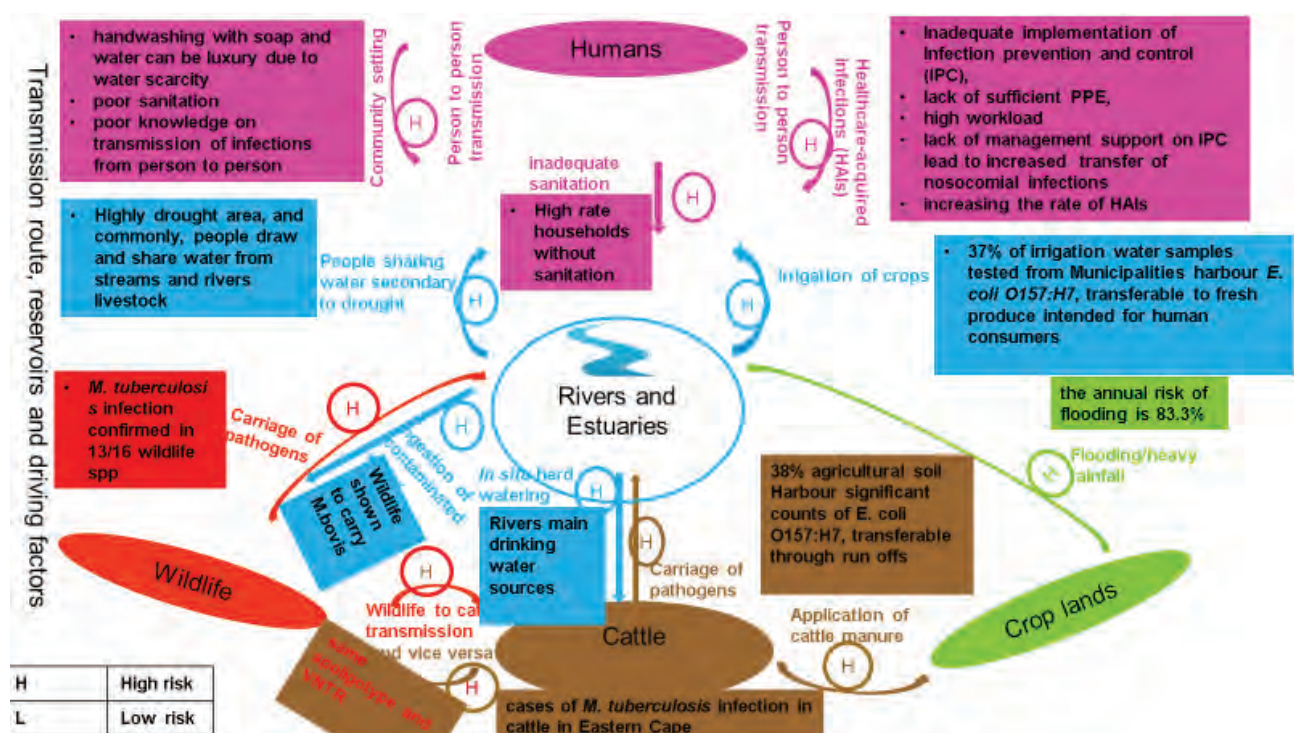 Transmission route, reservoirs and driving factors
• handwashing with soap and
water can be luxury due to
water scarcity
• poor sanitation
• poor knowledge on
transmission of infections
from person to person
Community setting
H
Person to person
transmission
Humans
Person to person
transmission
H
Healthcare-acquired
infections (HAIs)
• Inadequate implementation of
Infection prevention and control
(IPC),
• lack of sufficient PPE,
• high workload
• lack of management support on IPC
lead to increased transfer of
nosocomial infections
• increasing the rate of HAIs
inadequate
sanitation
H
• High rate
households
without
sanitation
• Highly drought area, and
commonly, people draw
and share water from
streams and rivers
livestock
People sharing
water secondary
to drought
H
H
Irrigation of crops
• 37% of irrigation water samples
tested from Municipalities harbour E.
coli O157:H7, transferable to fresh
produce intended for human
consumers
Rivers and
Estuaries
the annual risk of
flooding is 83.3%
H
Flooding/heavy
rainfall
• M. tuberculosi
s infection
confirmed in
13/16 wildlife
spp
Carriage of
pathogens
H
H
ngestion or
contaminated
Wildlife
shown
to carry
M.bovis
In situ herd
watering
H
Rivers main
drinking
water
sources
H
Carriage of
pathogens
38% agricultural soil
Harbour significant
counts of E. coli
O157:H7, transferable
through run offs
Wildlife
H
Wildlife to cat
transmission
nd vice versa
H
same
spoligotype and
VNTR
Cattle
Application of
cattle manure
H
Crop lands
cases of M. tuberculosis infection in
cattle in Eastern Cape
H High risk
L Low risk